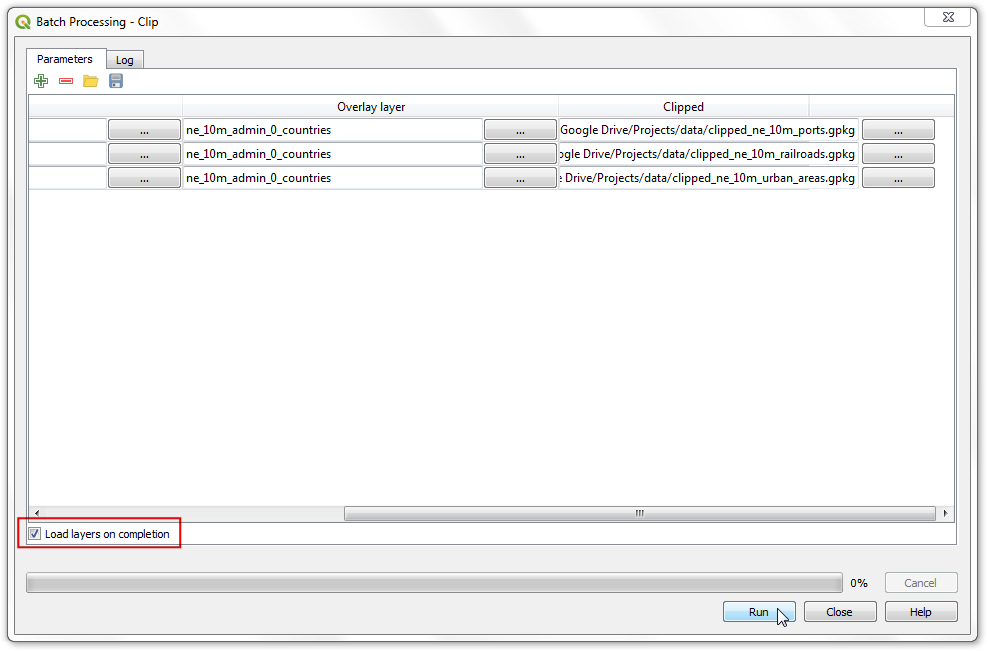 Batch Processing - Clip
Parameters
Log
Overlay layer
Clipped
...
ne_10m_admin_0_countries
...
Google Drive/Projects/data/clipped_ne_10m_ports.gpkg
...
...
ne_10m_admin_0_countries
...
ogle Drive/Projects/data/clipped_ne_10m_railroads.gpkg
...
...
ne_10m_admin_0_countries
...
e Drive/Projects/data/clipped_ne_10m_urban_areas.gpkg
...
Load layers on completion
0%
Cancel
Run
Close
Help